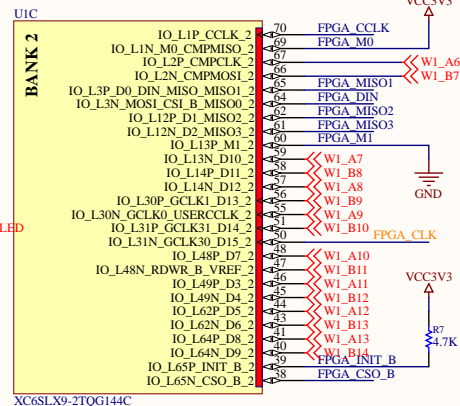 U1C
VCC3V3
BANK 2
IO_L1P_CCLK_2 70 FPGA_CCLK
IO_L1N_M0_CMPMISO_2 69 FPGA_M0
IO_L2P_CMPCLK_2 67 W1_A6
IO_L2N_CMPMOSI_2 66 W1_B7
IO_L3P_D0_DIN_MISO_MISO1_2 65 FPGA_MISO1
IO_L3N_MOSI_CSI_B_MISO0_2 64 FPGA_DIN
IO_L12P_D1_MISO2_2 62 FPGA_MISO2
IO_L12N_D2_MISO3_2 61 FPGA_MISO3
IO_L13P_M1_2 60 FPGA_M1
IO_L13N_D10_2 59 W1_A7
IO_L14P_D11_2 58 W1_B8
IO_L14N_D12_2 57 W1_A8
IO_L30P_GCLK1_D13_2 56 W1_B9
IO_L30N_GCLK0_USERCCLK_2 55 W1_A9
IO_L31P_GCLK31_D14_2 51 W1_B10
IO_L31N_GCLK30_D15_2 50 FPGA_CLK
IO_L48P_D7_2 48 W1_A10
IO_L48N_RDWR_B_VREF_2 47 W1_B11
IO_L49P_D3_2 46 W1_A11
IO_L49N_D4_2 45 W1_B12
IO_L62P_D5_2 44 W1_A12
IO_L62N_D6_2 43 W1_B13
IO_L64P_D8_2 41 W1_A13
IO_L64N_D9_2 40 W1_B14
IO_L65P_INIT_B_2 39 FPGA_INIT_B
IO_L65N_CSO_B_2 38 FPGA_CSO_B
GND
LED
VCC3V3
R7
4.7K
XC6SLX9-2TQG144C